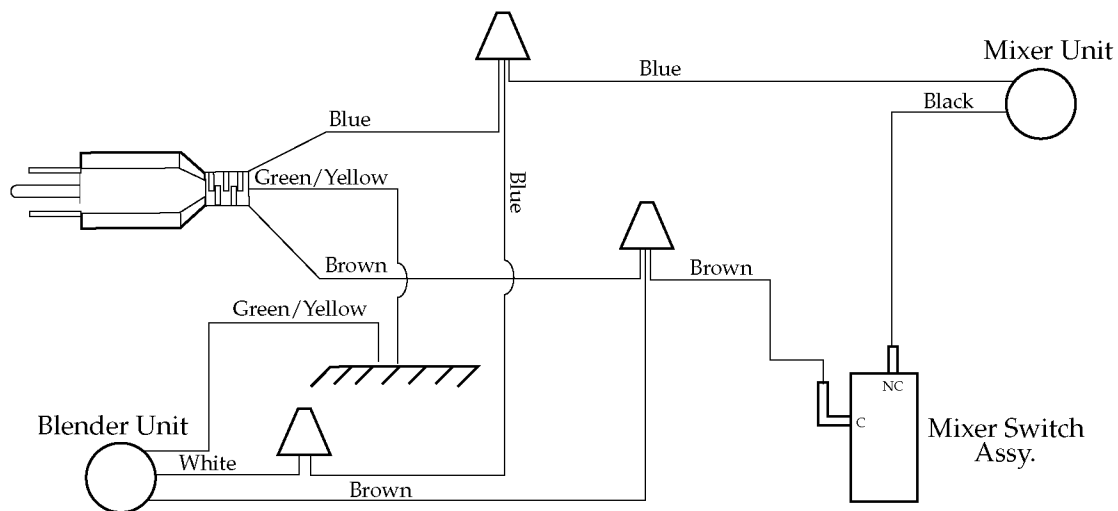 Mixer Unit
Blue
Black
Blue
Green/Yellow
Blue
Brown
Brown
Green/Yellow
NC
C
Mixer Switch
Assy.
Blender Unit
White
Brown